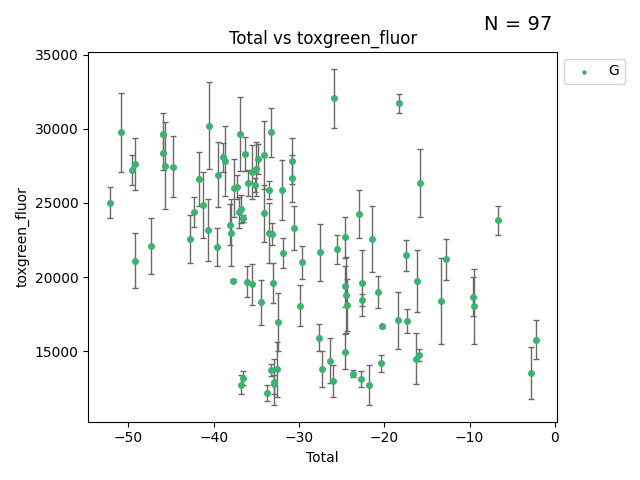 N = 97
Total vs toxgreen_fluor
G
toxgreen_fluor
35000
30000
25000
20000
15000
−50 −40 −30 −20 −10 0
Total